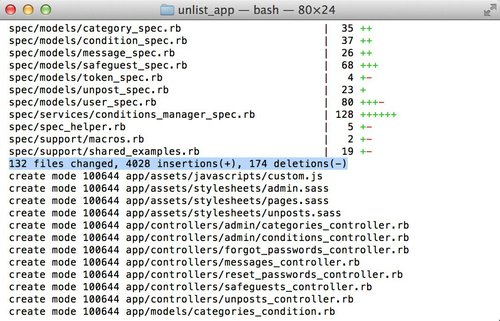 unlist_app — bash — 80×24
spec/models/category_spec.rb | 35 ++
spec/models/condition_spec.rb | 37 ++
spec/models/message_spec.rb | 26 ++
spec/models/safeguest_spec.rb | 68 +++
spec/models/token_spec.rb | 4 +-
spec/models/unpost_spec.rb | 23 +
spec/models/user_spec.rb | 80 +++-
spec/services/conditions_manager_spec.rb | 128 ++++++
spec/spec_helper.rb | 5 +-
spec/support/macros.rb | 2 +-
spec/support/shared_examples.rb | 19 +-
132 files changed, 4028 insertions(+), 174 deletions(-)
create mode 100644 app/assets/javascripts/custom.js
create mode 100644 app/assets/stylesheets/admin.sass
create mode 100644 app/assets/stylesheets/pages.sass
create mode 100644 app/assets/stylesheets/unposts.sass
create mode 100644 app/controllers/admin/categories_controller.rb
create mode 100644 app/controllers/admin/conditions_controller.rb
create mode 100644 app/controllers/forgot_passwords_controller.rb
create mode 100644 app/controllers/messages_controller.rb
create mode 100644 app/controllers/reset_passwords_controller.rb
create mode 100644 app/controllers/safeguests_controller.rb
create mode 100644 app/controllers/unposts_controller.rb
create mode 100644 app/models/categories_condition.rb